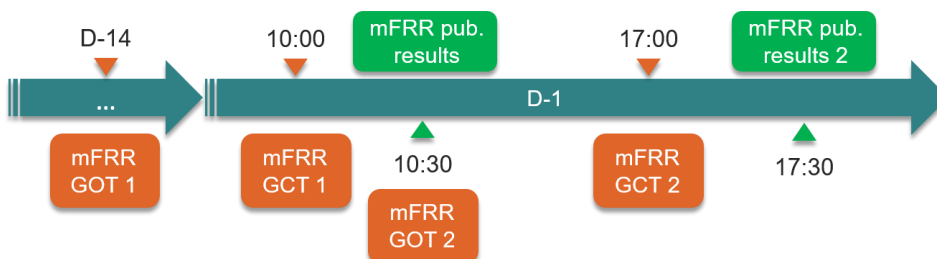 D-14
10:00
mFRR pub.
results
17:00
mFRR pub.
results 2
...
D-1
mFRR
GOT 1
mFRR
GCT 1
10:30
mFRR
GOT 2
mFRR
GCT 2
17:30